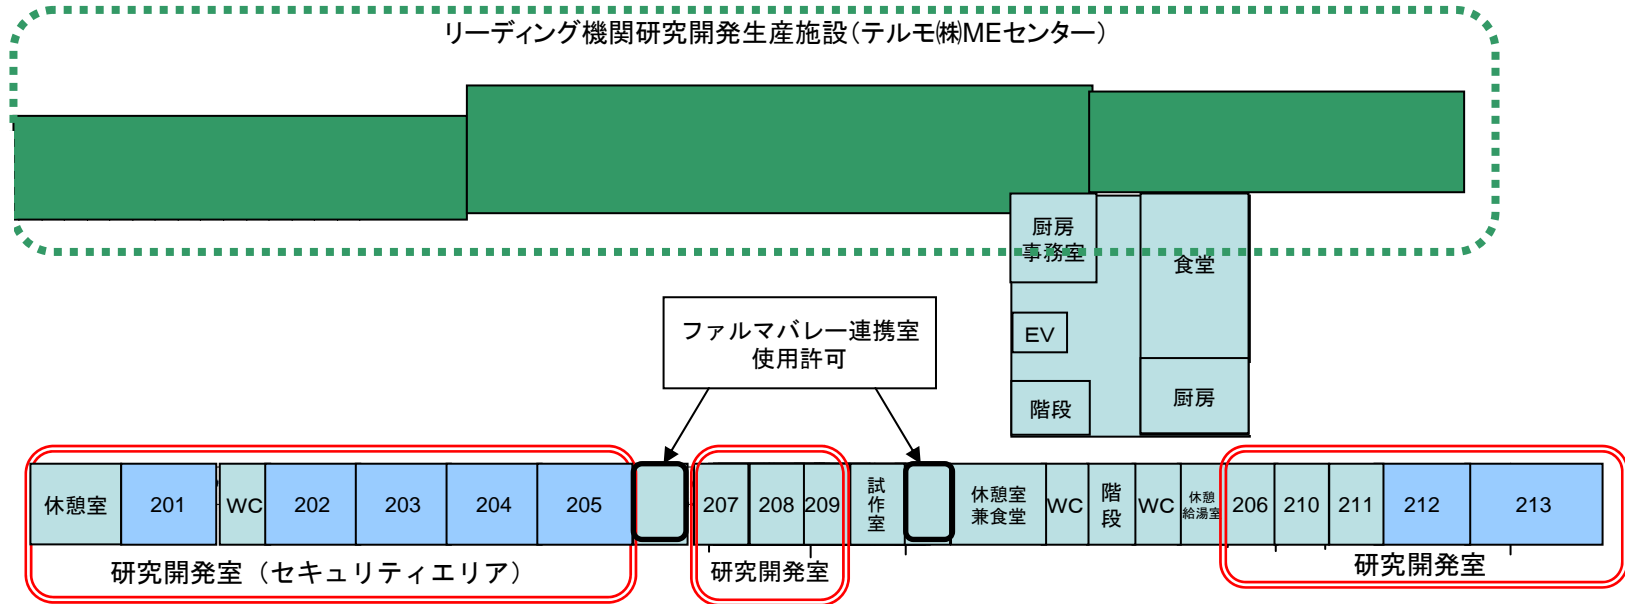 リーディング機関研究開発生産施設(テルモ㈱MEセンター)
厨房
事務室
食堂
EV
階段
厨房
ファルマバレー連携室
使用許可
休憩室
201
WC
202
203
204
205
207
208
209
試作室
休憩室
兼食堂
WC
階段
WC
休憩
給湯室
206
210
211
212
213
研究開発室(セキュリティエリア)
研究開発室
研究開発室